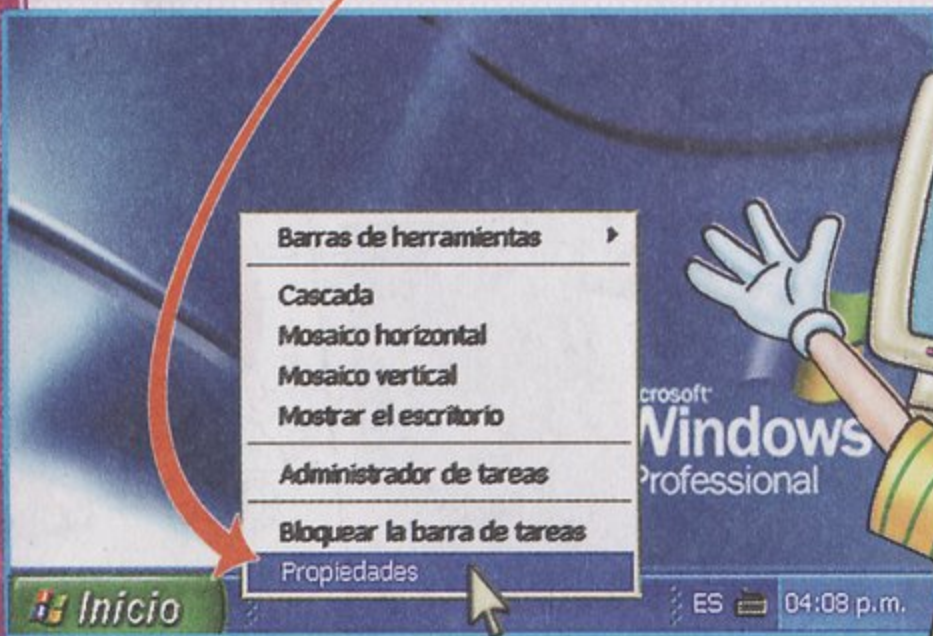 Barras de herramientas
Cascada
Mosaico horizontal
Mosaico vertical
Mostrar el escritorio
Administrador de tareas
Bloquear la barra de tareas
Propiedades
crosoft
Windows
Professional
Inicio
ES
04:08 p.m.